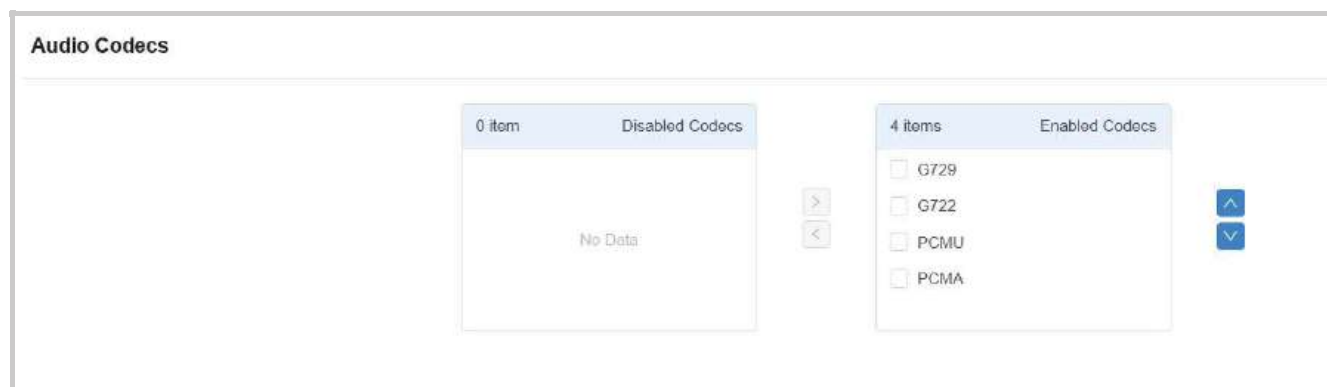 Audio Codecs
0 item Disabled Codecs
4 items Enabled Codecs
G729
G722
No Data
PCMU
PCMA